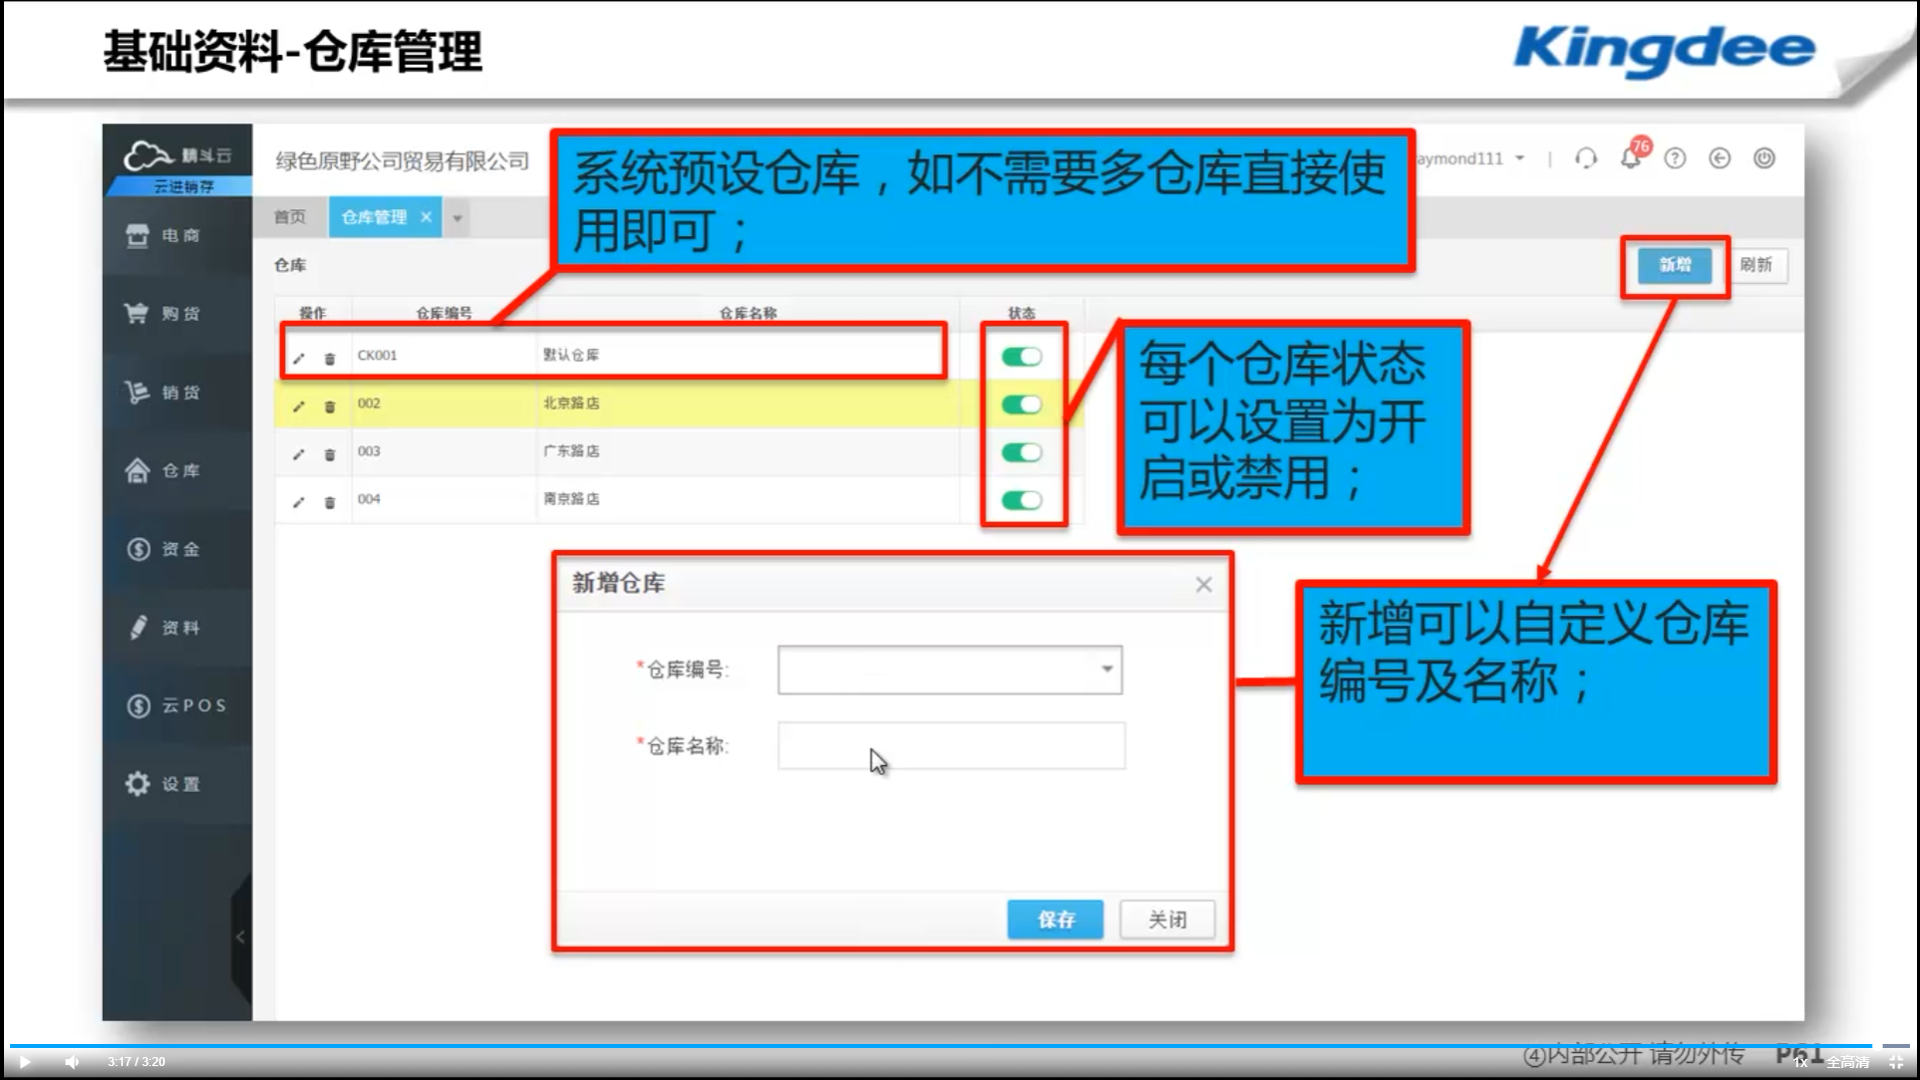 基础资料-仓库管理
Kingdee
精斗云
云进销存
绿色原野公司贸易有限公司
系统预设仓库，如不需要多仓库直接使
用即可；
aymond111
76
首页
仓库管理
仓库
新增
刷新
操作
仓库编号
仓库名称
状态
CK001
默认仓库
002
北京路店
003
广东路店
004
南京路店
每个仓库状态
可以设置为开
启或禁用；
电商
购货
销货
仓库
资金
资料
云POS
设置
新增仓库
*仓库编号:
*仓库名称:
保存
关闭
新增可以自定义仓库
编号及名称；
④内部公开 请勿外传
P61
3:17 / 3:20
1x
全高清